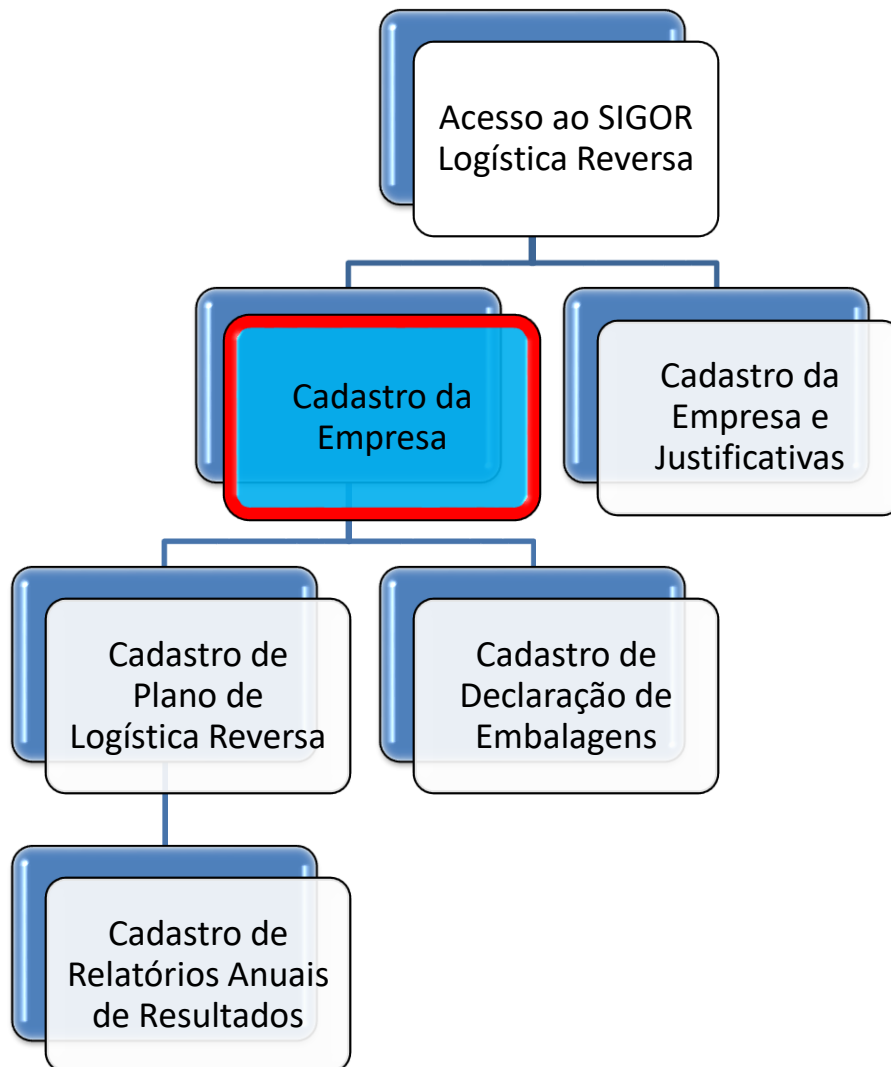 Acesso ao SIGOR
Logística Reversa
Cadastro da
Empresa
Cadastro da
Empresa e
Justificativas
Cadastro de
Plano de
Logística Reversa
Cadastro de
Declaração de
Embalagens
Cadastro de
Relatórios Anuais
de Resultados